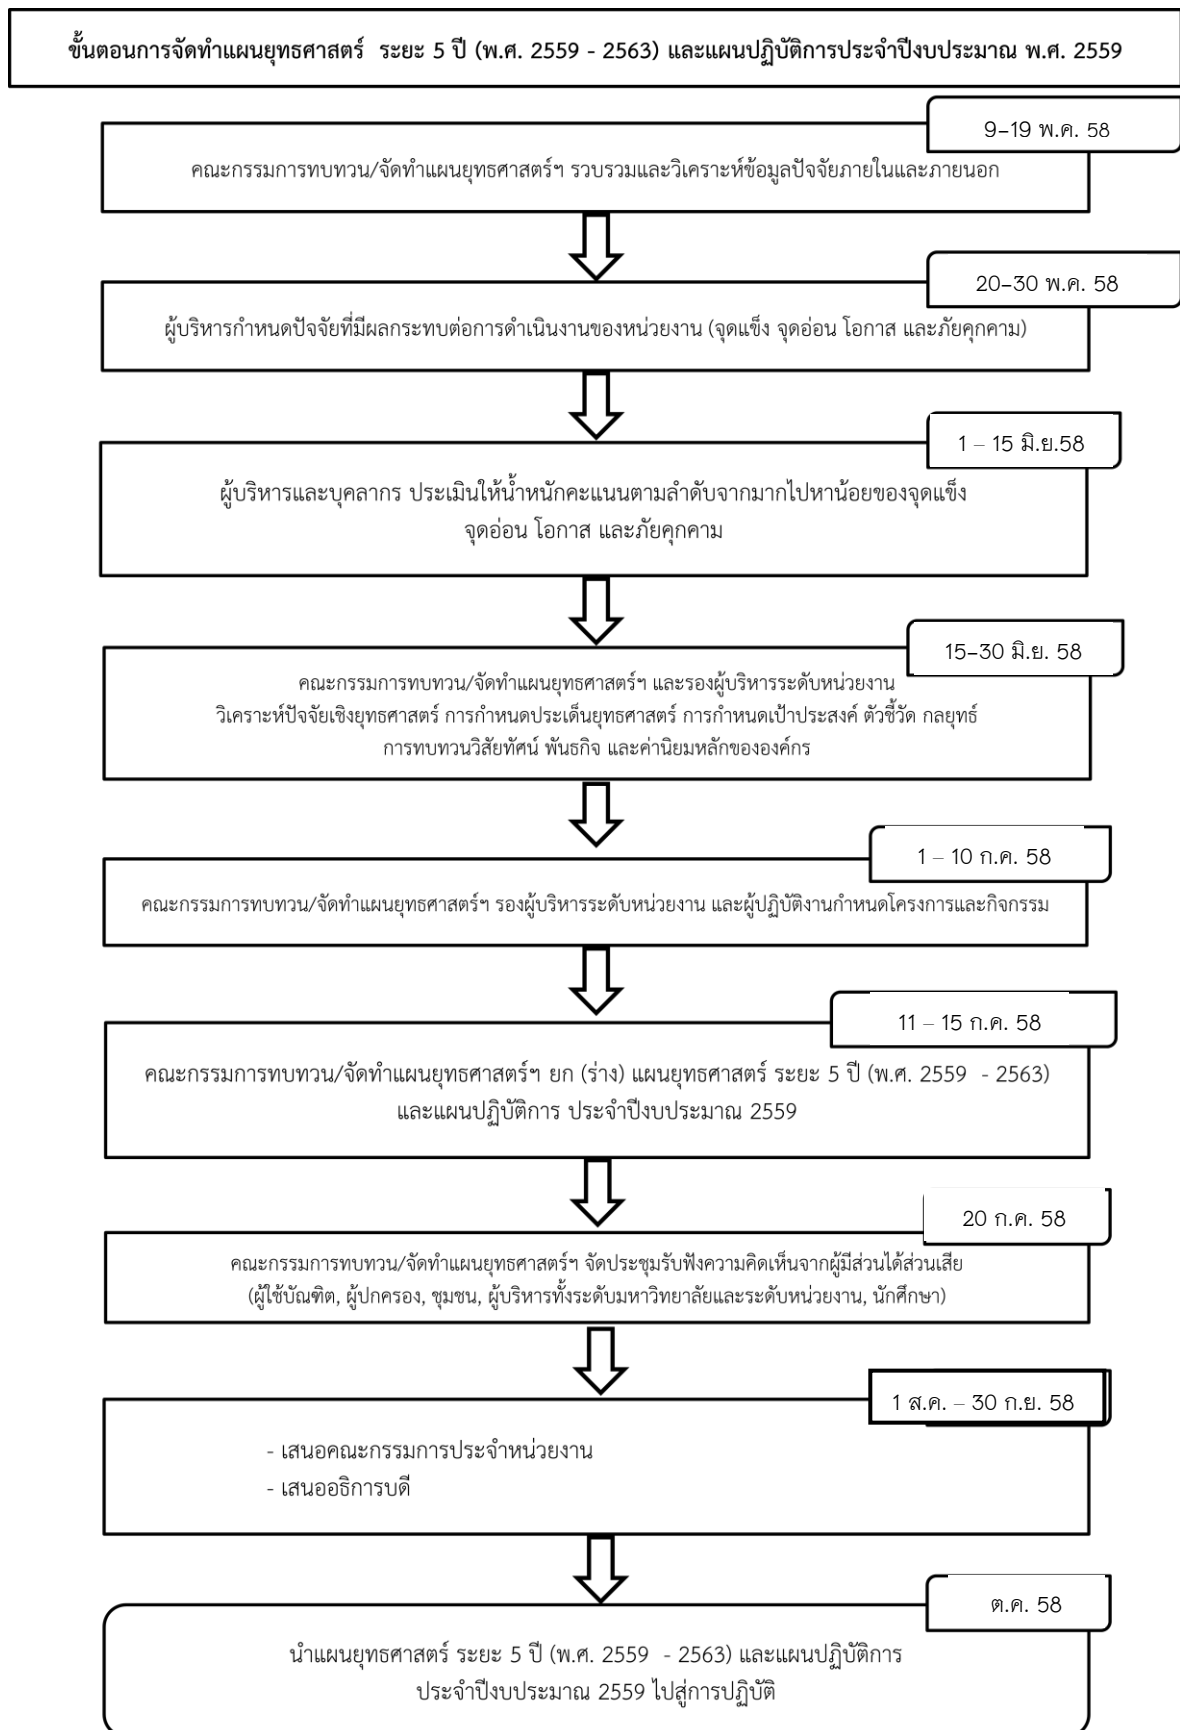 ขั้นตอนการจัดทำแผนยุทธศาสตร์ ระยะ 5 ปี (พ.ศ. 2559 - 2563) และแผนปฏิบัติการประจำปีงบประมาณ พ.ศ. 2559
9-19 พ.ค. 58
คณะกรรมการทบทวน/จัดทำแผนยุทธศาสตร์ฯ รวบรวมและวิเคราะห์ข้อมูลปัจจัยภายในและภายนอก
20-30 พ.ค. 58
ผู้บริหารกำหนดปัจจัยที่มีผลกระทบต่อการดำเนินงานของหน่วยงาน (จุดแข็ง จุดอ่อน โอกาส และภัยคุกคาม)
1 – 15 มิ.ย.58
ผู้บริหารและบุคลากร ประเมินให้น้ำหนักคะแนนตามลำดับจากมากไปหาน้อยของจุดแข็ง
จุดอ่อน โอกาส และภัยคุกคาม
15-30 มิ.ย. 58
คณะกรรมการทบทวน/จัดทำแผนยุทธศาสตร์ฯ และรองผู้บริหารระดับหน่วยงาน
วิเคราะห์ปัจจัยเชิงยุทธศาสตร์ การกำหนดประเด็นยุทธศาสตร์ การกำหนดเป้าประสงค์ ตัวชี้วัด กลยุทธ์
การทบทวนวิสัยทัศน์ พันธกิจ และค่านิยมหลักขององค์กร
1 – 10 ก.ค. 58
คณะกรรมการทบทวน/จัดทำแผนยุทธศาสตร์ฯ รองผู้บริหารระดับหน่วยงาน และผู้ปฏิบัติงานกำหนดโครงการและกิจกรรม
11 – 15 ก.ค. 58
คณะกรรมการทบทวน/จัดทำแผนยุทธศาสตร์ฯ ยก (ร่าง) แผนยุทธศาสตร์ ระยะ 5 ปี (พ.ศ. 2559 - 2563)
และแผนปฏิบัติการ ประจำปีงบประมาณ 2559
20 ก.ค. 58
คณะกรรมการทบทวน/จัดทำแผนยุทธศาสตร์ฯ จัดประชุมรับฟังความคิดเห็นจากผู้มีส่วนได้ส่วนเสีย
(ผู้ใช้บัณฑิต, ผู้ปกครอง, ชุมชน, ผู้บริหารทั้งระดับมหาวิทยาลัยและระดับหน่วยงาน, นักศึกษา)
1 ส.ค. – 30 ก.ย. 58
- เสนอคณะกรรมการประจำหน่วยงาน
- เสนออธิการบดี
ต.ค. 58
นำแผนยุทธศาสตร์ ระยะ 5 ปี (พ.ศ. 2559 - 2563) และแผนปฏิบัติการ
ประจำปีงบประมาณ 2559 ไปสู่การปฏิบัติ